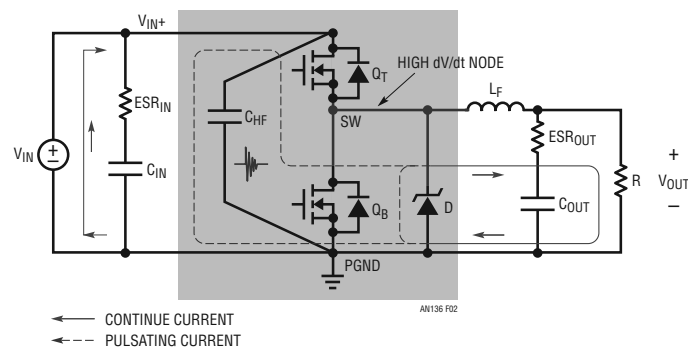 VIN+
HIGH dV/dt NODE
QT
LF
ESRIN
CHF
SW
ESROUT
VIN
+
−
CIN
R
+
VOUT
−
QB
D
COUT
PGND
AN136 F02
CONTINUE CURRENT
PULSATING CURRENT